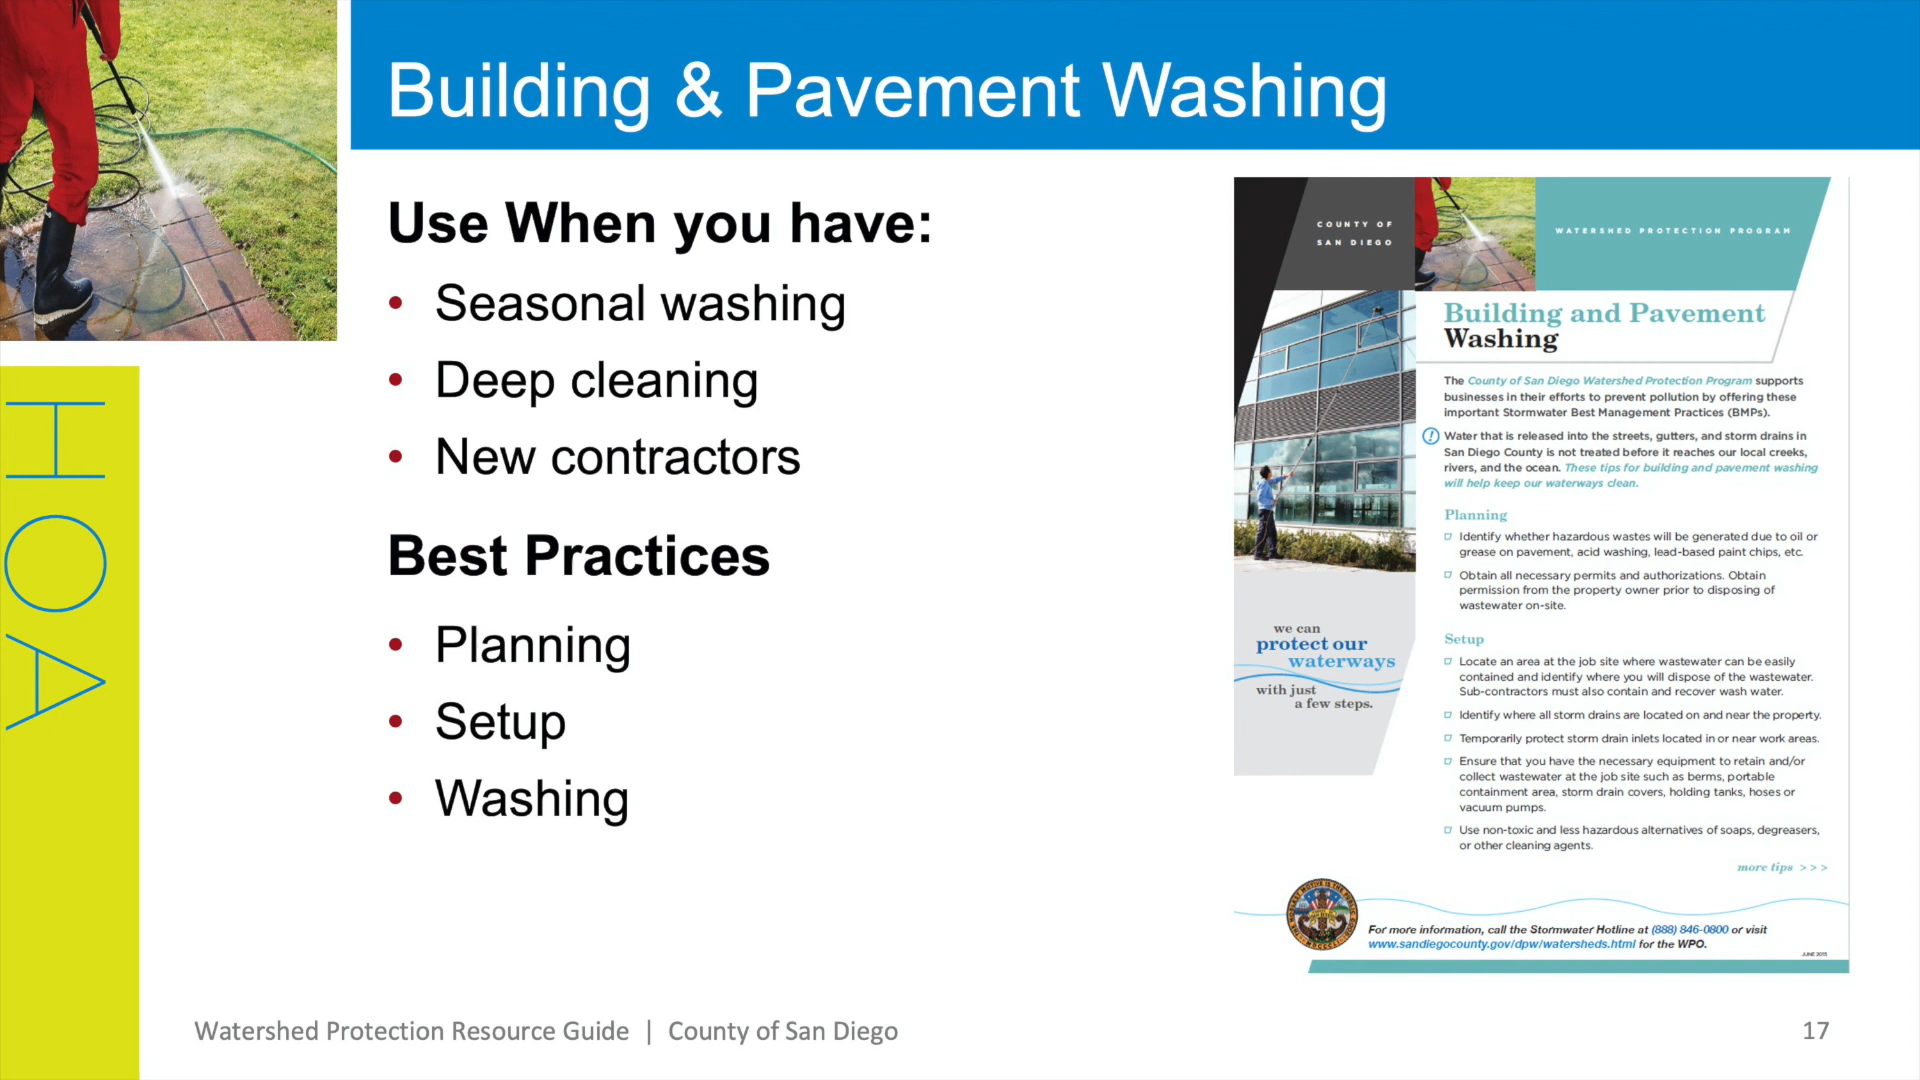 Building & Pavement Washing
HOA
Use When you have:
• Seasonal washing
• Deep cleaning
• New contractors
Best Practices
• Planning
• Setup
• Washing
COUNTY OF
SAN DIEGO
WATERSHED PROTECTION PROGRAM
Building and Pavement
Washing
The County of San Diego Watershed Protection Program supports
businesses in their efforts to prevent pollution by offering these
important Stormwater Best Management Practices (BMPs).
! Water that is released into the streets, gutters, and storm drains in
San Diego County is not treated before it reaches our local creeks,
rivers, and the ocean. These tips for building and pavement washing
will help keep our waterways clean.
Planning
Identify whether hazardous wastes will be generated due to oil or
grease on pavement, acid washing, lead-based paint chips, etc.
Obtain all necessary permits and authorizations. Obtain
permission from the property owner prior to disposing of
wastewater on-site.
Setup
Locate an area at the job site where wastewater can be easily
contained and identify where you will dispose of the wastewater.
Sub-contractors must also contain and recover wash water.
Identify where all storm drains are located on and near the property.
Temporarily protect storm drain inlets located in or near work areas.
Ensure that you have the necessary equipment to retain and/or
collect wastewater at the job site such as berms, portable
containment area, storm drain covers, holding tanks, hoses or
vacuum pumps.
Use non-toxic and less hazardous alternatives of soaps, degreasers,
or other cleaning agents.
more tips >>>
we can
protect our
waterways
with just
a few steps.
For more information, call the Stormwater Hotline at (888) 846-0800 or visit
www.sandiegocounty.gov/dpw/watersheds.html for the WPO.
Watershed Protection Resource Guide | County of San Diego
17